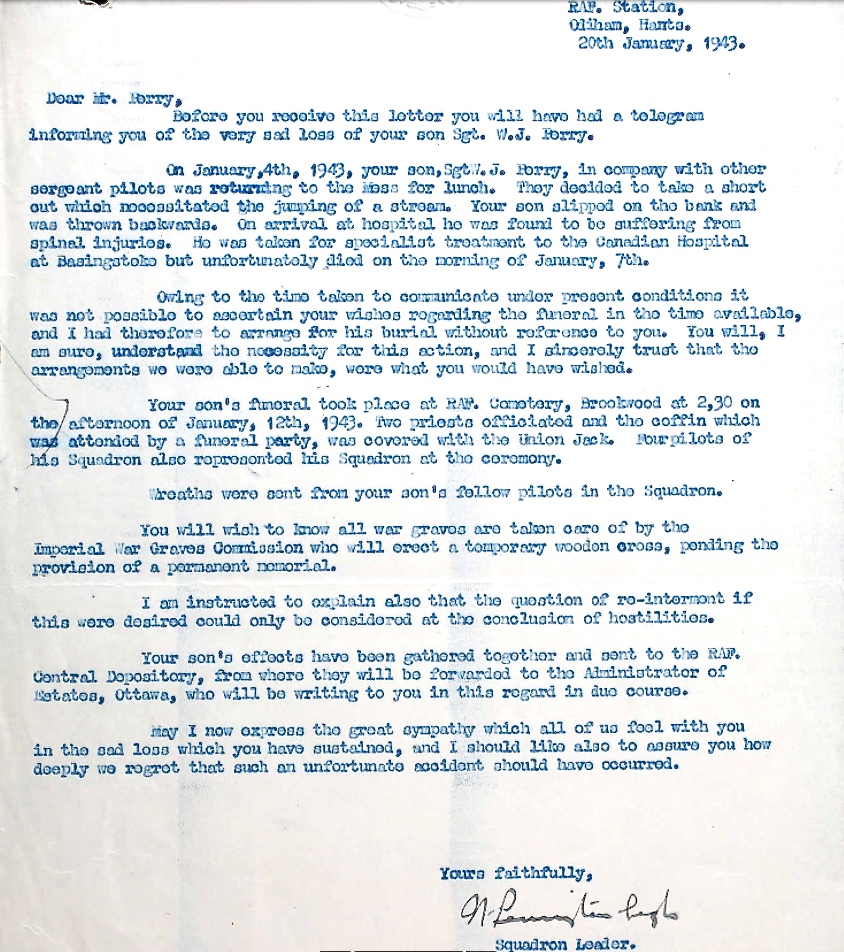 RAF. Station,
Oliham, Hants.
20th January, 1943.
Dear Mr. Perry,
Before you receive this letter you will have had a telegram
informing you of the very sad loss of your son Sgt. W.J. Perry.
On January,4th, 1943, your son,SgtW.J. Perry, in company with other
sergeant pilots was returning to the Mess for lunch. They decided to take a short
cut which necessitated the jumping of a stream. Your son slipped on the bank and
was thrown backwards. On arrival at hospital he was found to be suffering from
spinal injuries. He was taken for specialist treatment to the Canadian Hospital
at Basingstoke but unfortunately died on the morning of January, 7th.
Owing to the time taken to communicate under present conditions it
was not possible to ascertain your wishes regarding the funeral in the time available,
and I had therefore to arrange for his burial without reference to you. You will, I
am sure, understand the necessity for this action, and I sincerely trust that the
arrangements we were able to make, were what you would have wished.
Your son's funeral took place at RAF. Cemetery, Brookwood at 2,30 on
the afternoon of January, 12th, 1943. Two priests officiated and the coffin which
was attended by a funeral party, was covered with the Union Jack. Fourpilots of
his Squadron also represented his Squadron at the ceremony.
Wreaths were sent from your son's fellow pilots in the Squadron.
You will wish to know all war graves are taken care of by the
Imperial War Graves Commission who will erect a temporary wooden cross, pending the
provision of a permanent memorial.
I am instructed to explain also that the question of re-interment if
this were desired could only be considered at the conclusion of hostilities.
Your son's effects have been gathered together and sent to the RAF.
Central Depository, from where they will be forwarded to the Administrator of
Estates, Ottawa, who will be writing to you in this regard in due course.
May I now express the great sympathy which all of us feel with you
in the sad loss which you have sustained, and I should like also to assure you how
deeply we regret that such an unfortunate accident should have occurred.
Yours faithfully,
Squadron Leader.